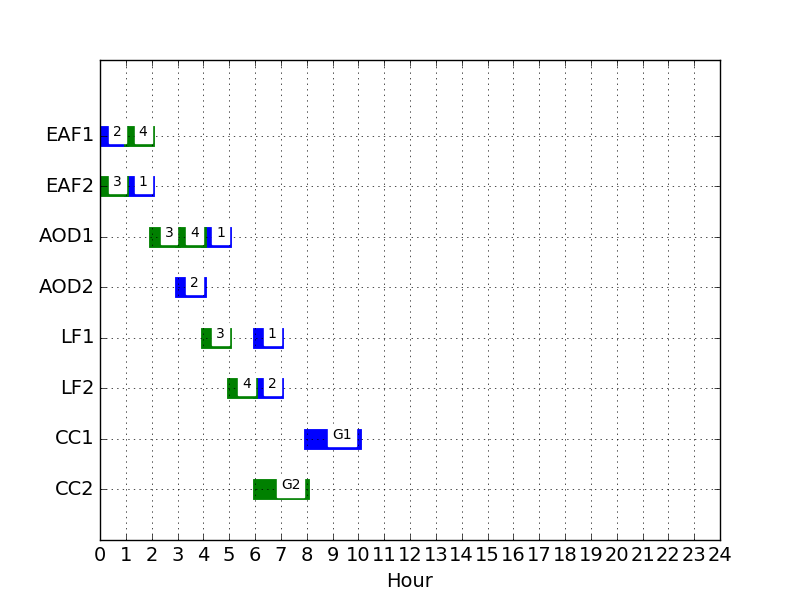 EAF1 2 4
EAF2 3 1
AOD1 3 4 1
AOD2 2
LF1 3 1
LF2 4 2
CC1 G1
CC2 G2
0 1 2 3 4 5 6 7 8 9 10 11 12 13 14 15 16 17 18 19 20 21 22 23 24
Hour